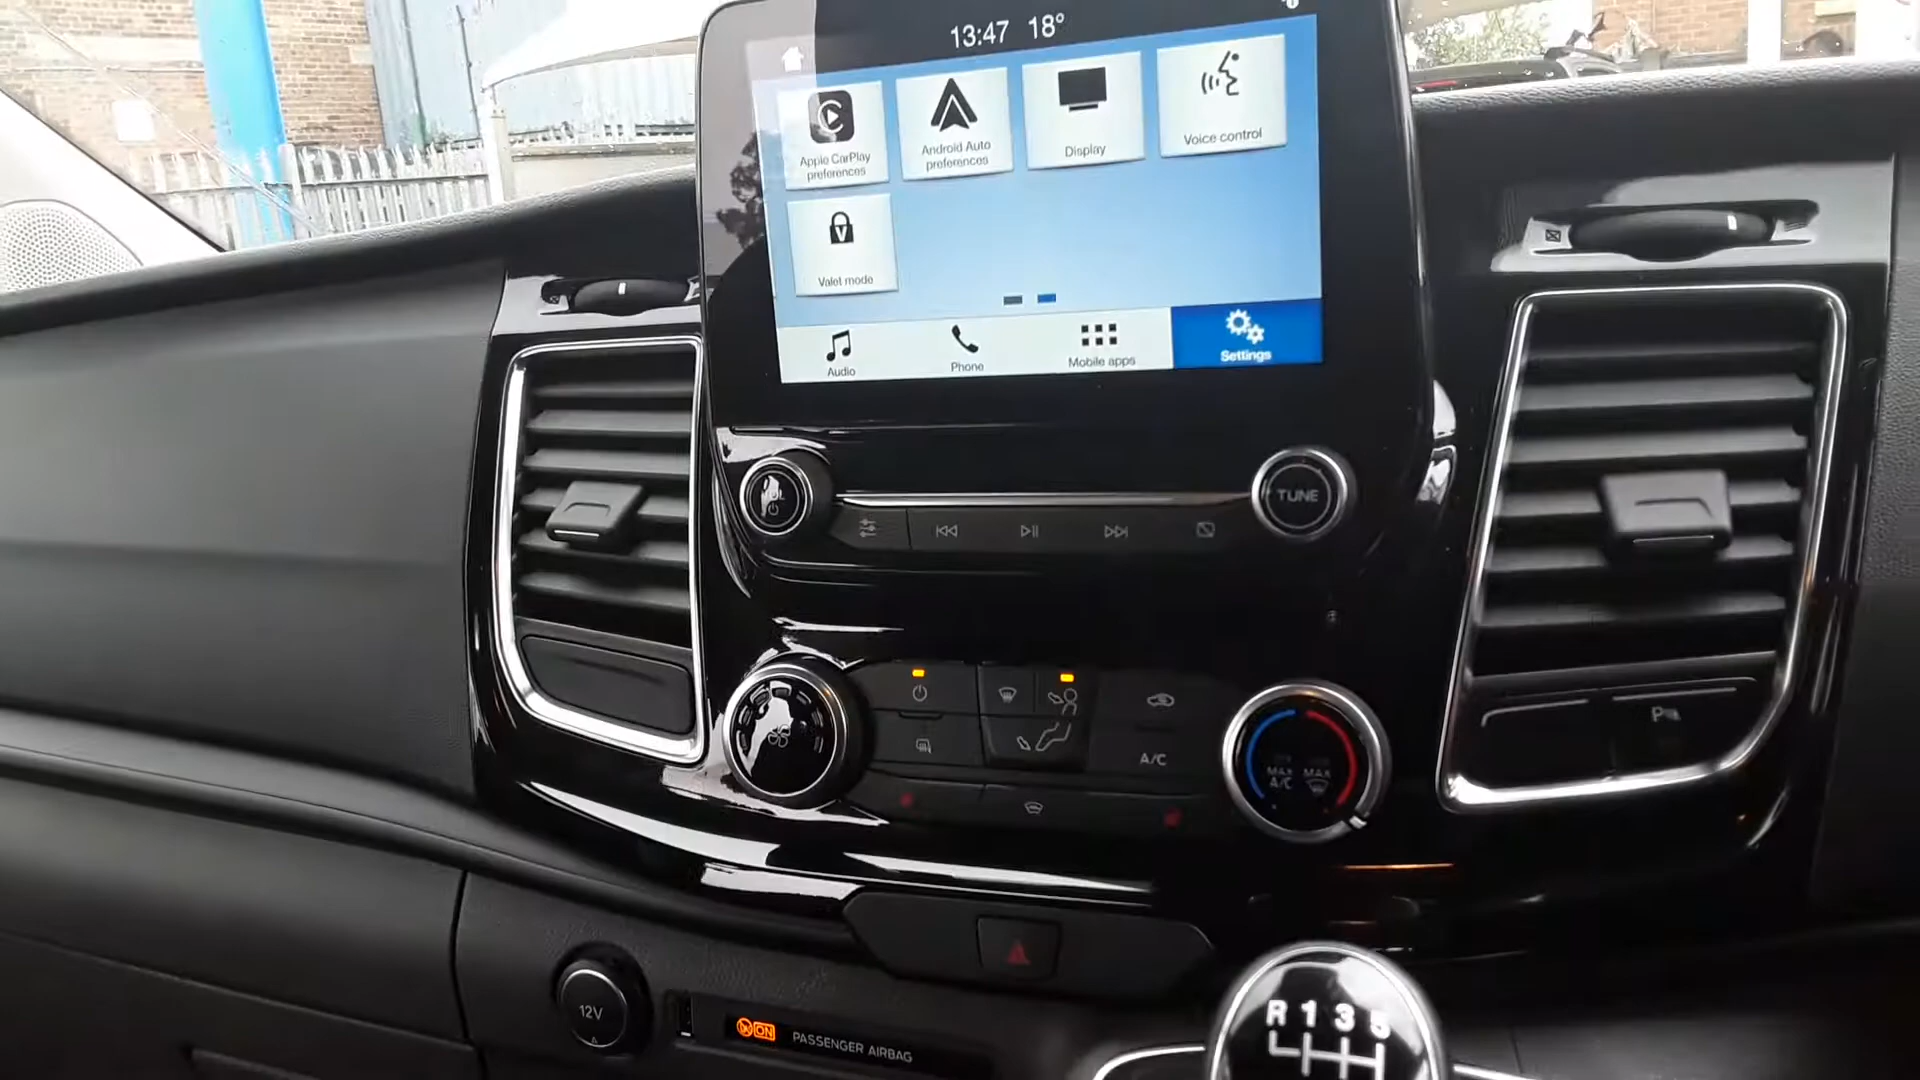 13:47 18°
Apple CarPlay
preferences
Android Auto
preferences
Display
Voice control
Valet mode
Audio
Phone
Mobile apps
Settings
TUNE
A/C
MAX
A/C
MAX
P
12V
ON
PASSENGER AIRBAG
R 1 3 5